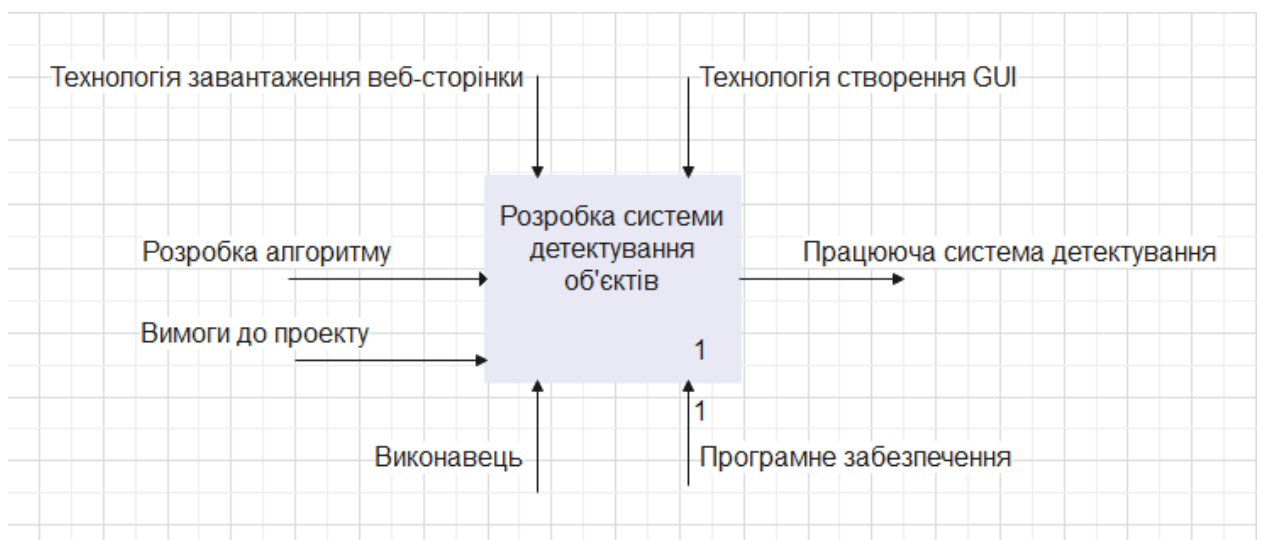 Технологія завантаження веб-сторінки
Технологія створення GUI
Розробка системи
детектування
об'єктів
Розробка алгоритму
Працююча система детектування
Вимоги до проекту
1
1
Виконавець
Програмне забезпечення